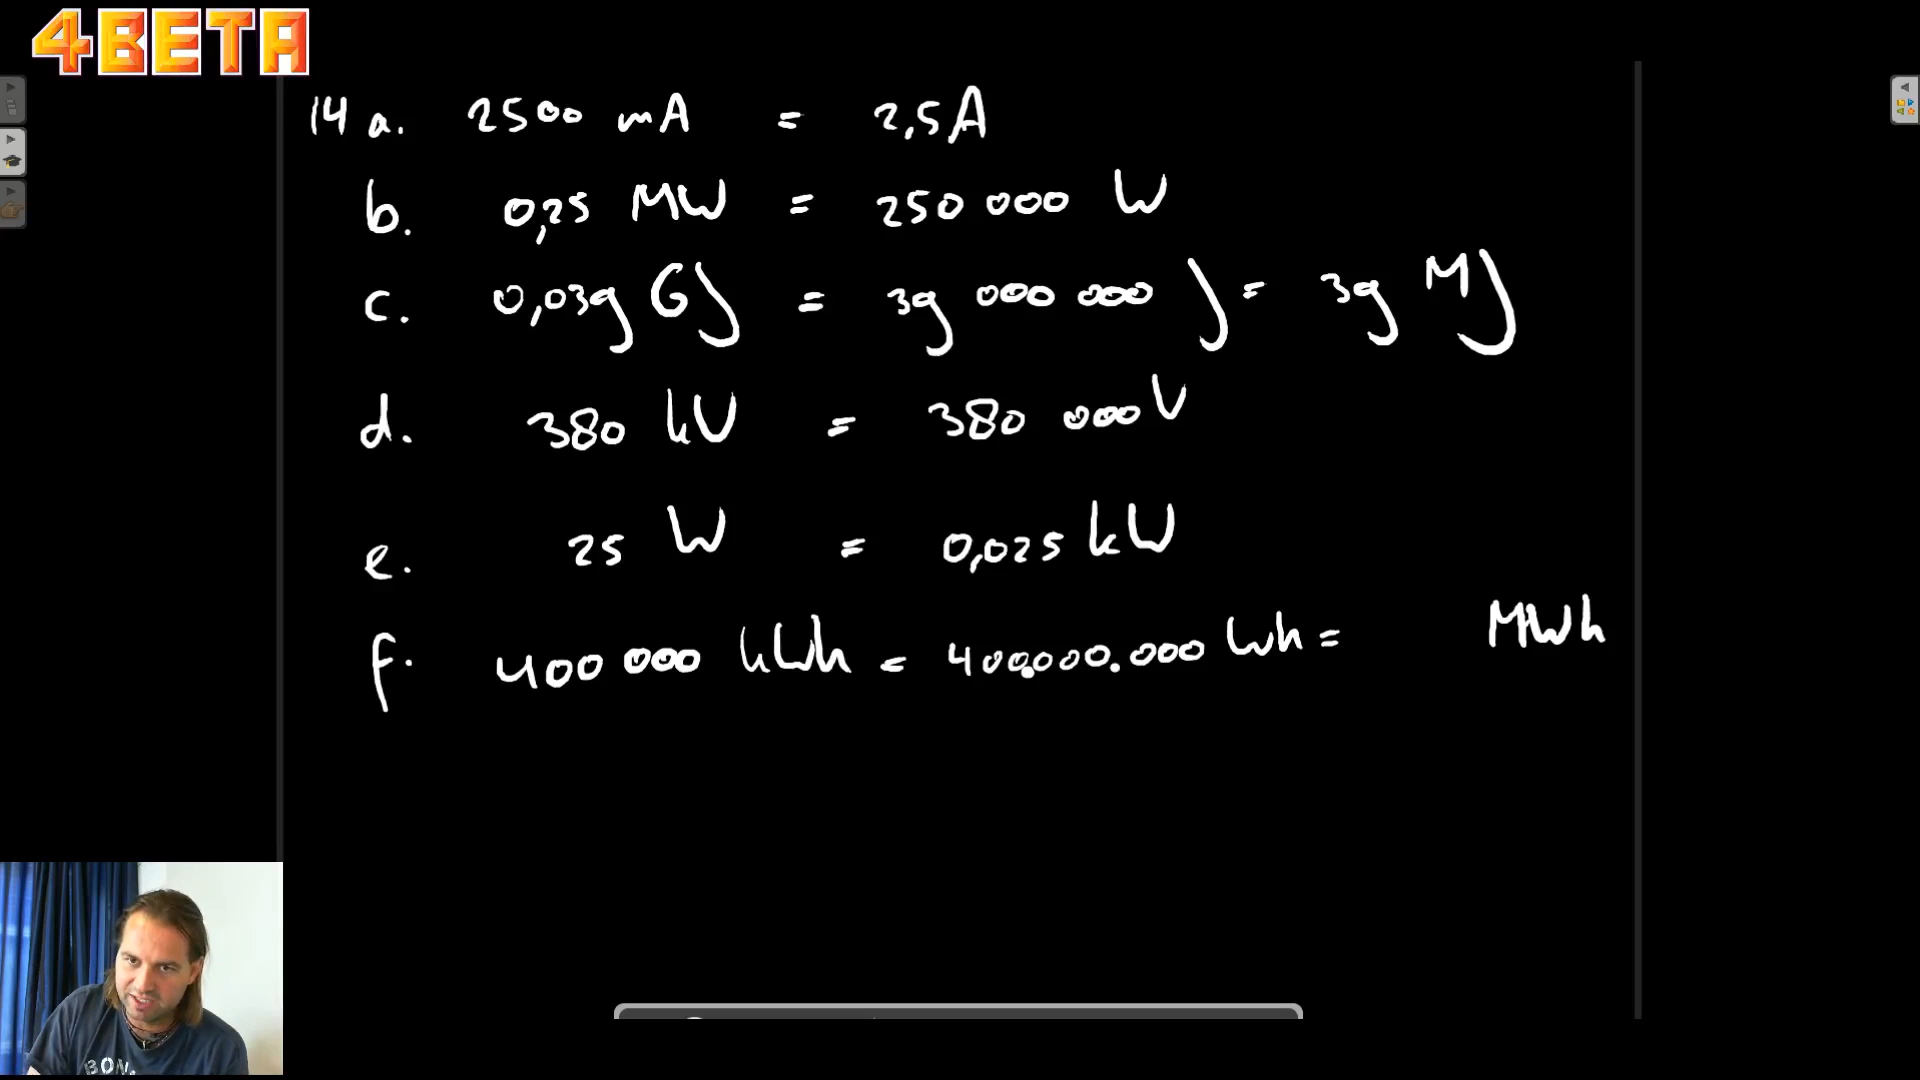 4BETA
14 a. 2500 mA = 2,5 A
b. 0,25 MW = 250 000 W
c. 0,039 GJ = 39 000 000 J = 39 MJ
d. 380 kV = 380 000 V
e. 25 W = 0,025 kW
f. 400 000 kWh = 400.000.000 Wh = MWh